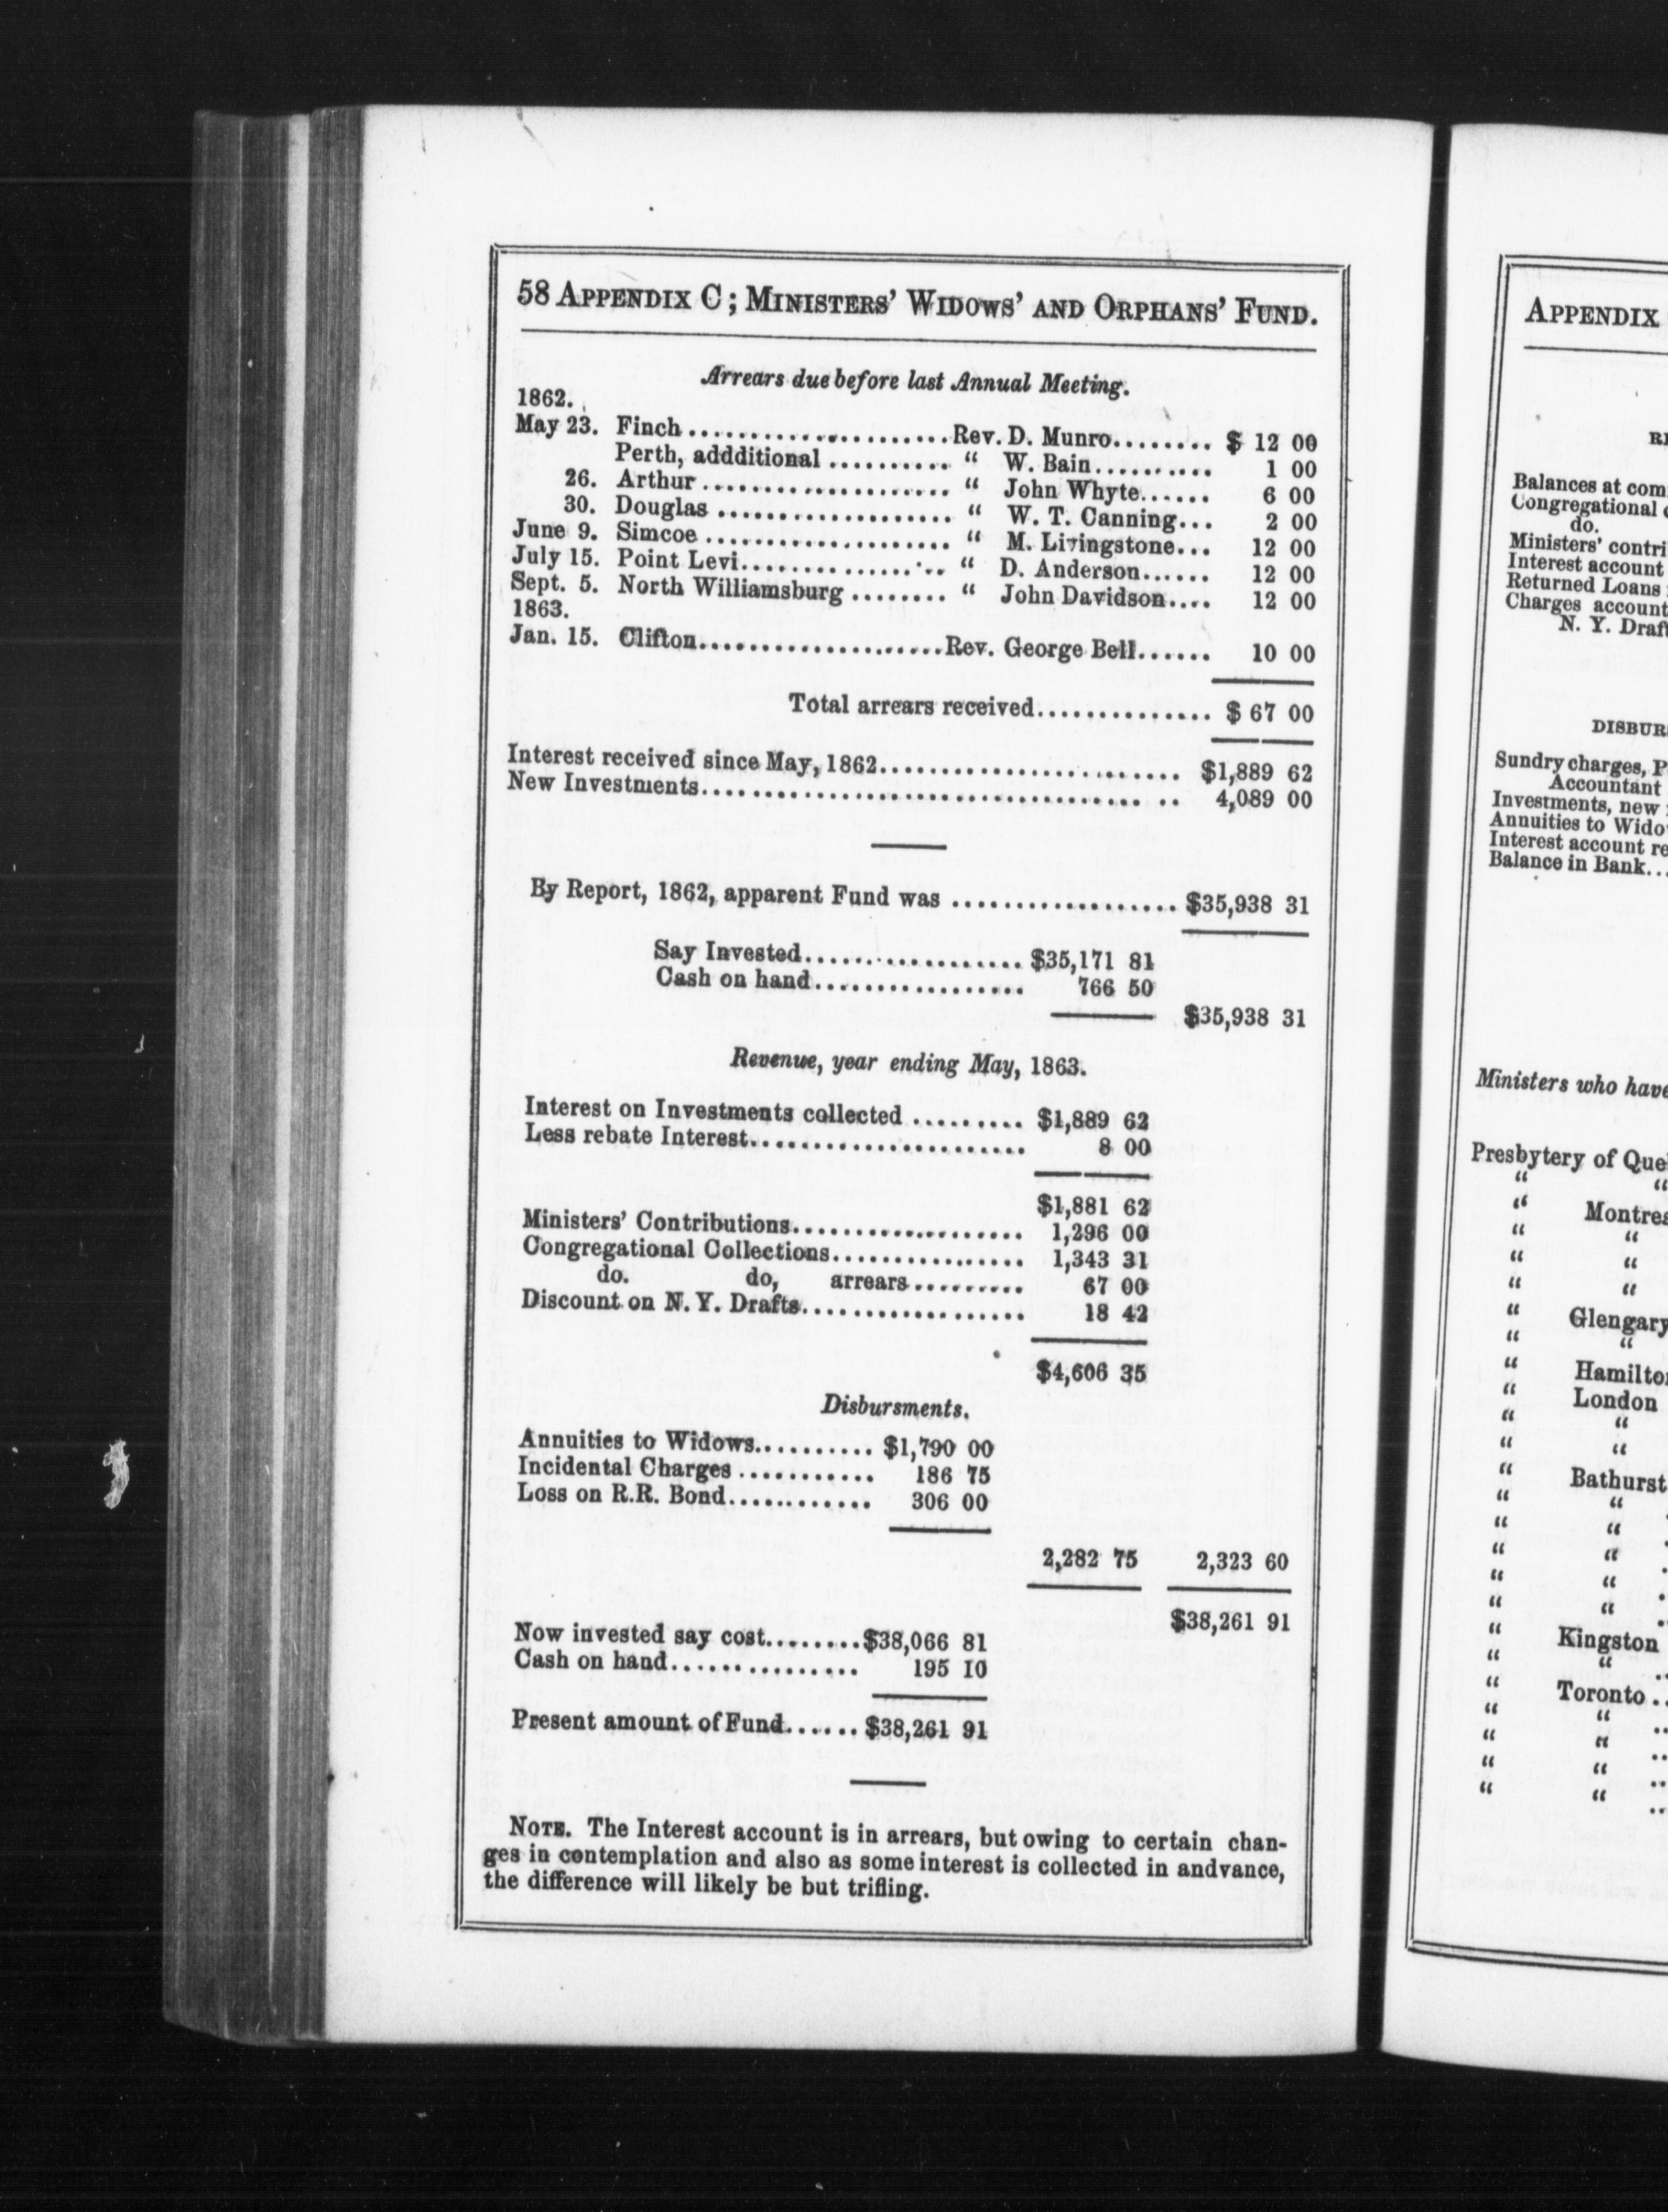 58 APPENDIX C; MINISTERS' WIDOWS' AND ORPHANS' FUND.
Arrears due before last Annual Meeting.
1862.
May 23. Finch.....................Rev. D. Munro........ $ 12 00
Perth, addditional .......... “ W. Bain.......... 1 00
26. Arthur.................... “ John Whyte...... 6 00
30. Douglas ................... “ W. T. Canning... 2 00
June 9. Simcoe .................... “ M. Livingstone... 12 00
July 15. Point Levi................. “ D. Anderson...... 12 00
Sept. 5. North Williamsburg ........ “ John Davidson.... 12 00
1863.
Jan. 15. Clifton....................Rev. George Bell...... 10 00
Total arrears received.............. $ 67 00
Interest received since May, 1862....................... $1,889 62
New Investments..................................... .. 4,089 00
By Report, 1862, apparent Fund was .................. $35,938 31
Say Invested.................. $35,171 81
Cash on hand................. 766 50
$35,938 31
Revenue, year ending May, 1863.
Interest on Investments collected ......... $1,889 62
Less rebate Interest...................... 8 00
$1,881 62
Ministers' Contributions................... 1,296 00
Congregational Collections................ 1,343 31
do. do, arrears......... 67 00
Discount on N. Y. Drafts................... 18 42
$4,606 35
Disbursments.
Annuities to Widows.......... $1,790 00
Incidental Charges ........... 186 75
Loss on R.R. Bond............ 306 00
2,282 75 2,323 60
$38,261 91
Now invested say cost........$38,066 81
Cash on hand............... 195 10
Present amount of Fund...... $38,261 91
NOTE. The Interest account is in arrears, but owing to certain chan-
ges in contemplation and also as some interest is collected in andvance,
the difference will likely be but trifling.
APPENDIX
Balances at com
Congregational
do.
Ministers' contri
Interest account
Returned Loans
Charges account
N. Y. Draf
DISBUR
Sundry charges, P
Accountant
Investments, new
Annuities to Wido
Interest account re
Balance in Bank...
Ministers who have
Presbytery of Que
“ “
“ Montre
“ “
“ “
“ “
“ Glengary
“ “
“ Hamilto
“ London
“ “
“ “
“ Bathurst
“ “
“ “
“ “
“ “
“ “
“ Kingston
“ “ ..
“ Toronto ..
“ “ ..
“ “ ..
“ “ ..
“ “ ..